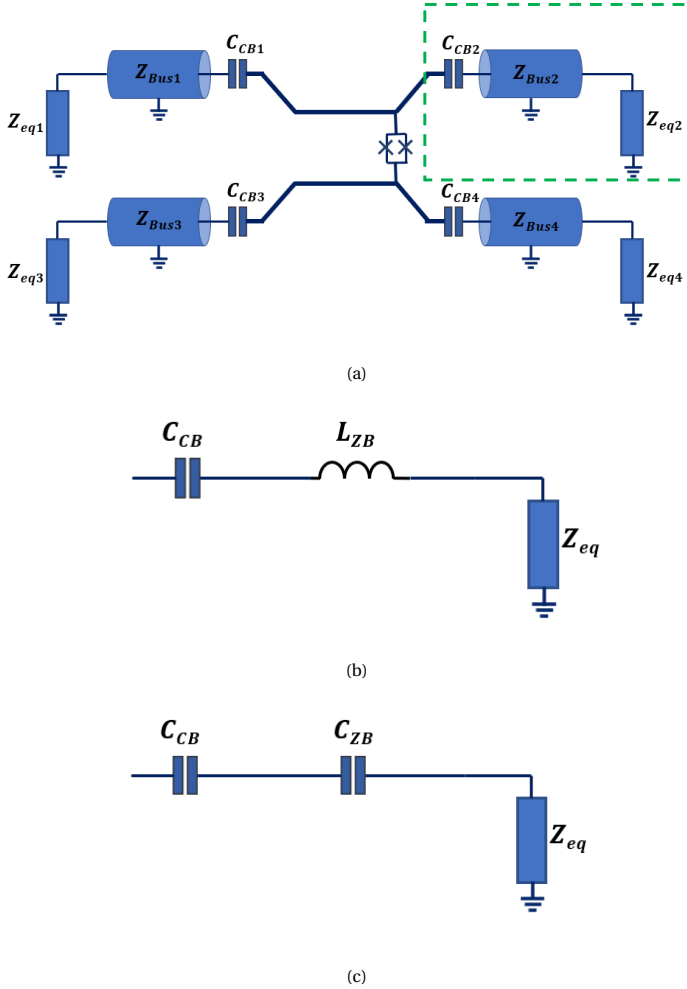 C_CB1 C_CB2
Z_Bus1 Z_Bus2
Z_eq1 Z_eq2
C_CB3 C_CB4
Z_Bus3 Z_Bus4
Z_eq3 Z_eq4
(a)
C_CB L_ZB
Z_eq
(b)
C_CB C_ZB
Z_eq
(c)